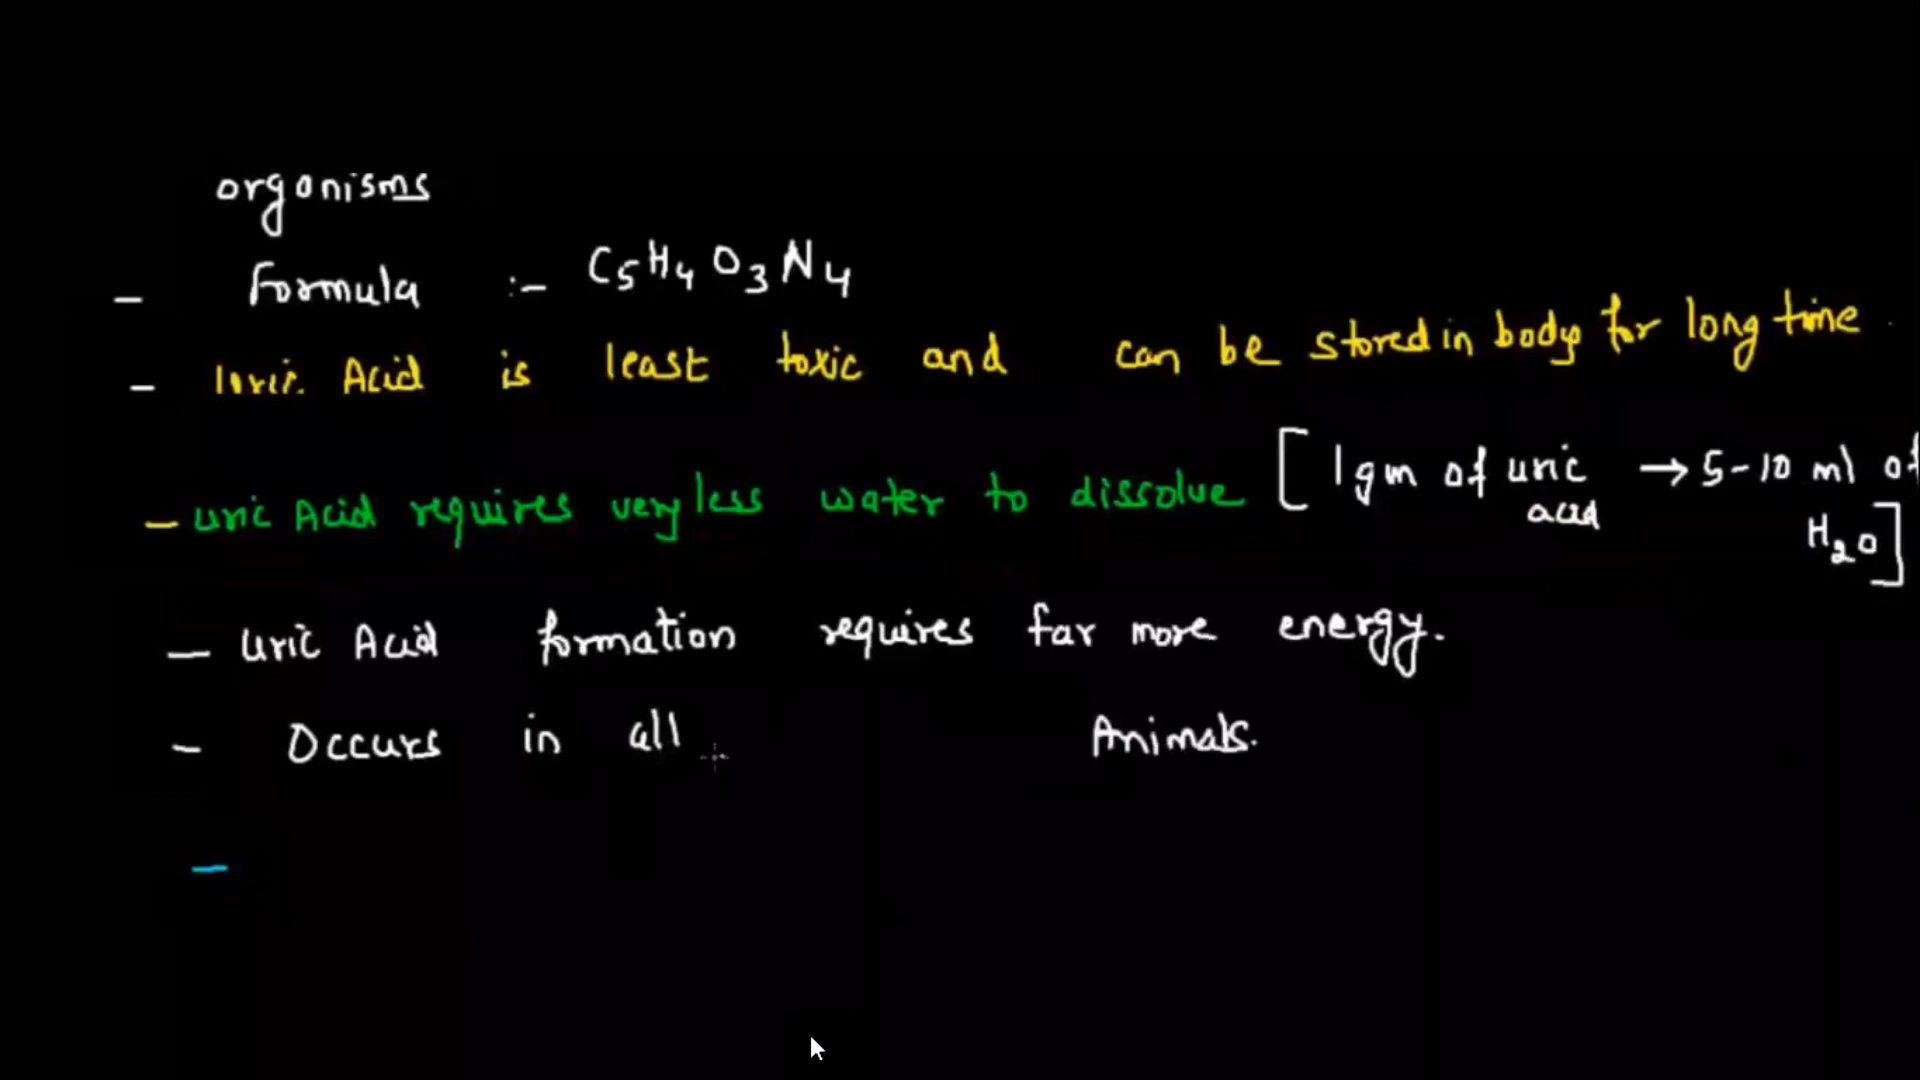 organisms
- Formula :- C5H4O3N4
- Uric Acid is least toxic and can be stored in body for long time.
- Uric Acid requires very less water to dissolve [1gm of uric acid → 5-10 ml of H2O]
- Uric Acid formation requires far more energy.
- Occurs in all Animals.
-